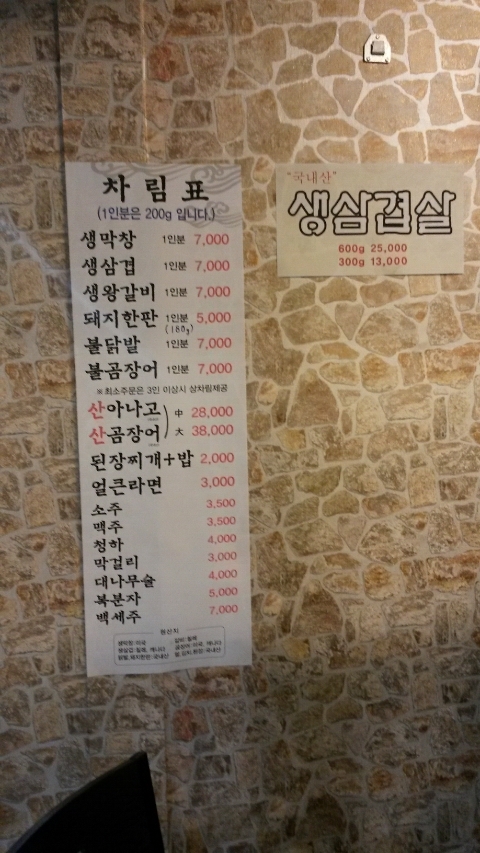 차림표
(1인분은 200g 입니다.)
생막창 1인분 7,000
생삼겹 1인분 7,000
생왕갈비 1인분 7,000
돼지한판 1인분 5,000
(180g)
불닭발 1인분 7,000
불곰장어 1인분 7,000
※최소주문은 3인 이상시 상차림제공
산아나고 中 28,000
산곰장어 大 38,000
된장찌개+밥 2,000
얼큰라면 3,000
소주 3,500
맥주 3,500
청하 4,000
막걸리 3,000
대나무술 4,000
복분자 5,000
백세주 7,000
원산지
"국내산"
생삼겹살
600g 25,000
300g 13,000